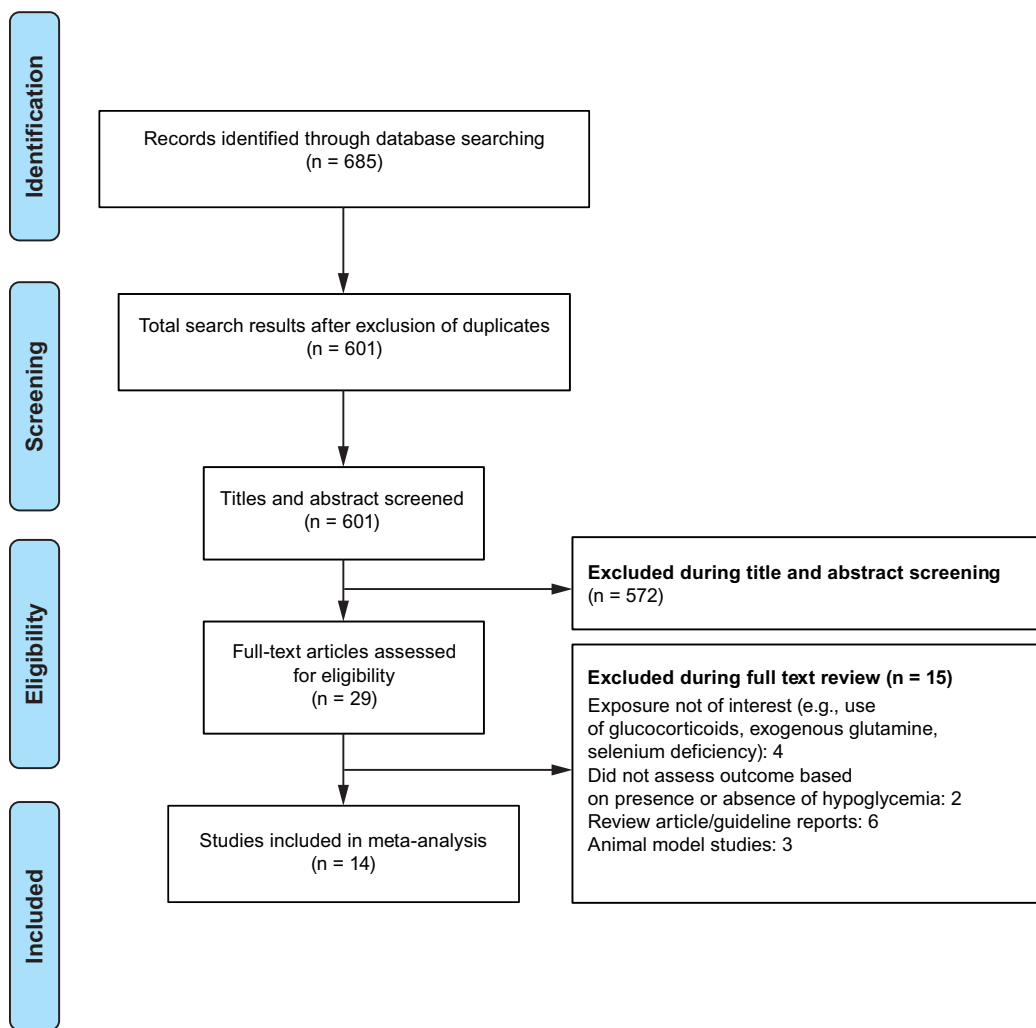 Identification
Records identified through database searching
(n = 685)
Screening
Total search results after exclusion of duplicates
(n = 601)
Titles and abstract screened
(n = 601)
Eligibility
Excluded during title and abstract screening
(n = 572)
Full-text articles assessed
for eligibility
(n = 29)
Excluded during full text review (n = 15)
Exposure not of interest (e.g., use
of glucocorticoids, exogenous glutamine,
selenium deficiency): 4
Did not assess outcome based
on presence or absence of hypoglycemia: 2
Review article/guideline reports: 6
Animal model studies: 3
Included
Studies included in meta-analysis
(n = 14)